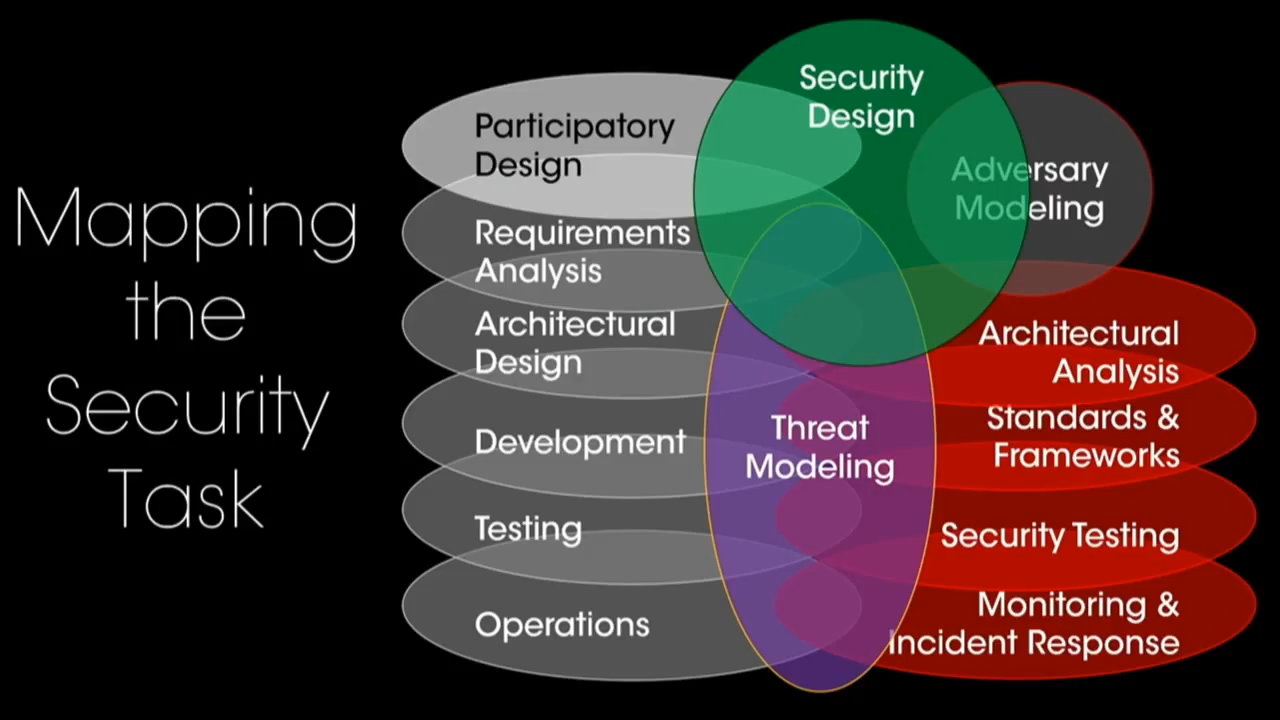 Mapping
the
Security
Task
Participatory
Design
Requirements
Analysis
Architectural
Design
Development
Testing
Operations
Security
Design
Threat
Modeling
Adversary
Modeling
Architectural
Analysis
Standards &
Frameworks
Security Testing
Monitoring &
Incident Response